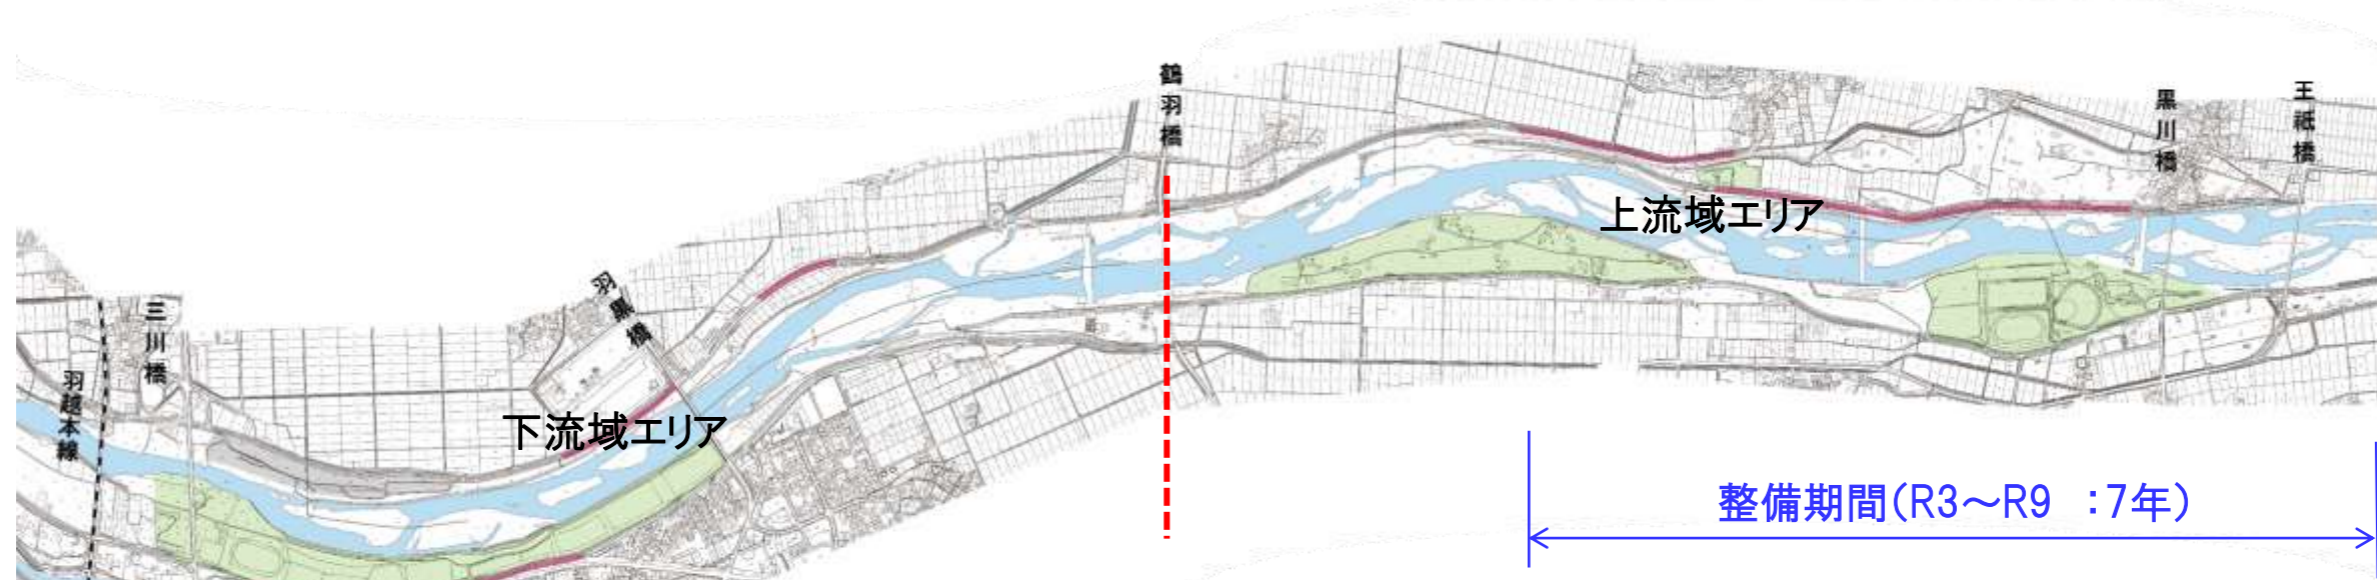 鶴羽橋
黒川橋
王祇橋
上流域エリア
羽黒橋
三川橋
羽越本線
下流域エリア
整備期間(R3～R9 :7年)